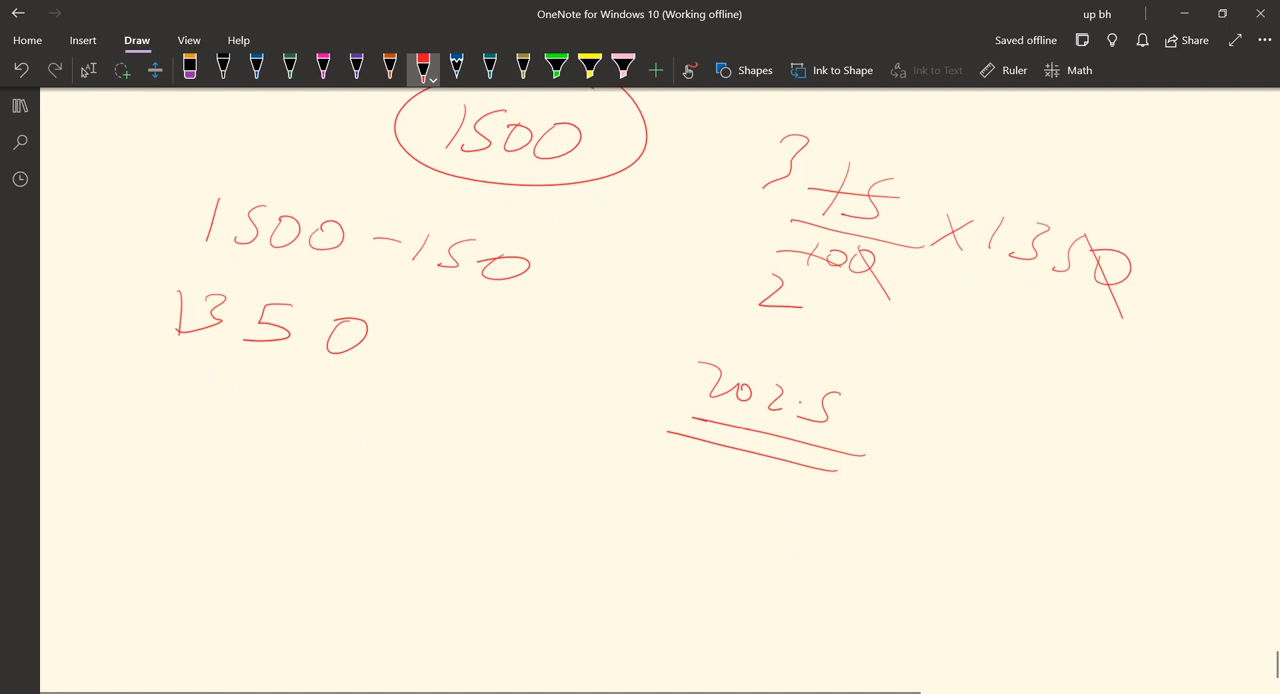 OneNote for Windows 10 (Working offline)
up bh
Home Insert Draw View Help
Saved offline
Share
Shapes
Ink to Shape
Ink to Text
Ruler
Math
1500
1500 - 150
1350
3 15
100 × 1350
2
202.5